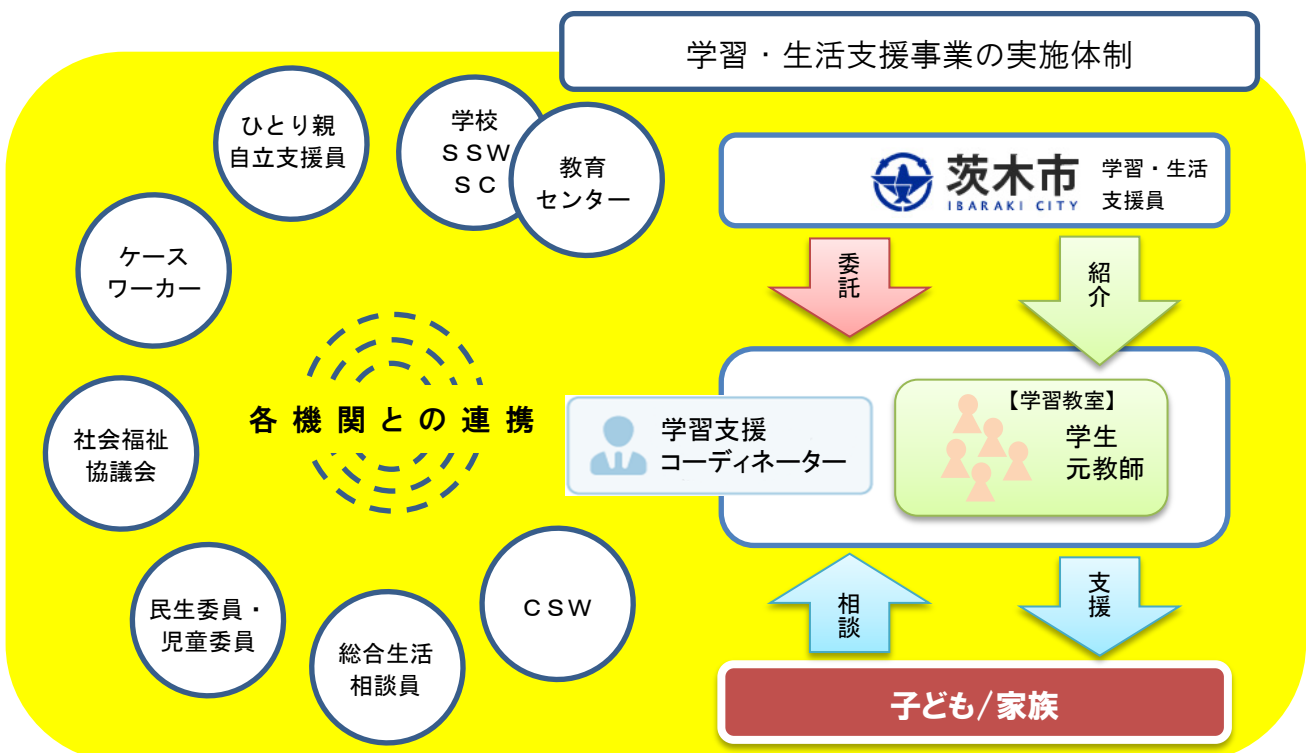 学習・生活支援事業の実施体制
ひとり親
自立支援員
学校
ＳＳＷ
ＳＣ
教育
センター
ケース
ワーカー
社会福祉
協議会
民生委員・
児童委員
総合生活
相談員
ＣＳＷ
各機関との連携
茨木市
IBARAKI CITY
学習・生活
支援員
委託
紹介
学習支援
コーディネーター
【学習教室】
学生
元教師
相談
支援
子ども/家族